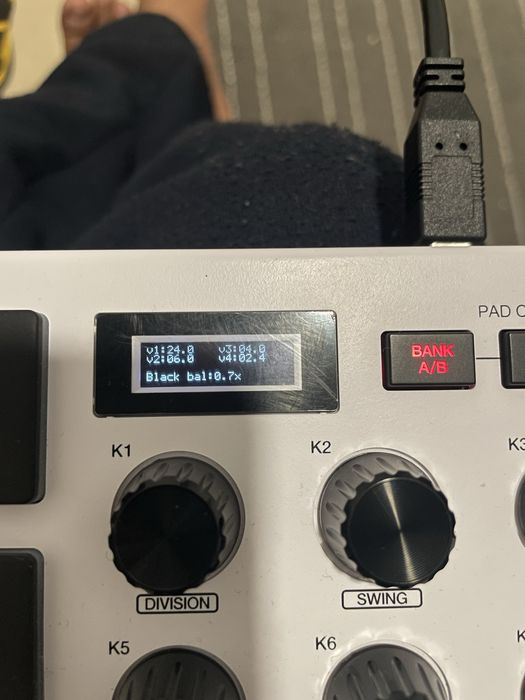 PAD C
v1:24.0 v3:04.0
v2:06.0 v4:02.4
Black bal:0.7x
BANK
A/B
K1
K2
K3
DIVISION
SWING
K5
K6
K